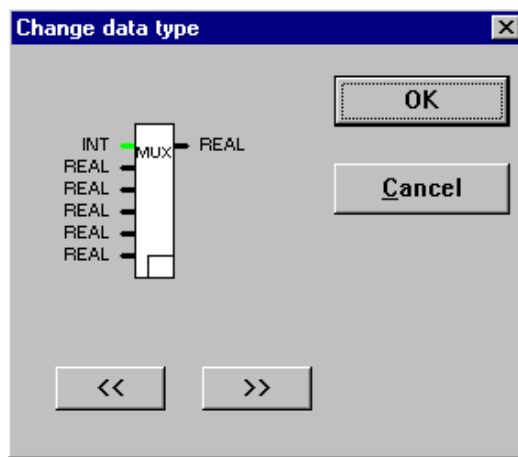 Change data type
OK
INT MUX REAL
REAL
REAL
REAL
REAL
REAL
Cancel
<< >>